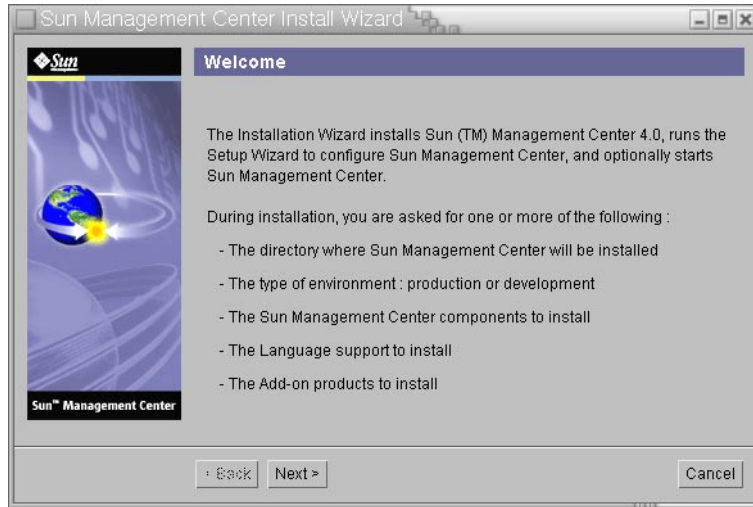 Sun Management Center Install Wizard
Sun
Welcome
The Installation Wizard installs Sun (TM) Management Center 4.0, runs the
Setup Wizard to configure Sun Management Center, and optionally starts
Sun Management Center.
During installation, you are asked for one or more of the following :
- The directory where Sun Management Center will be installed
- The type of environment : production or development
- The Sun Management Center components to install
- The Language support to install
- The Add-on products to install
Sun™ Management Center
< Back Next > Cancel